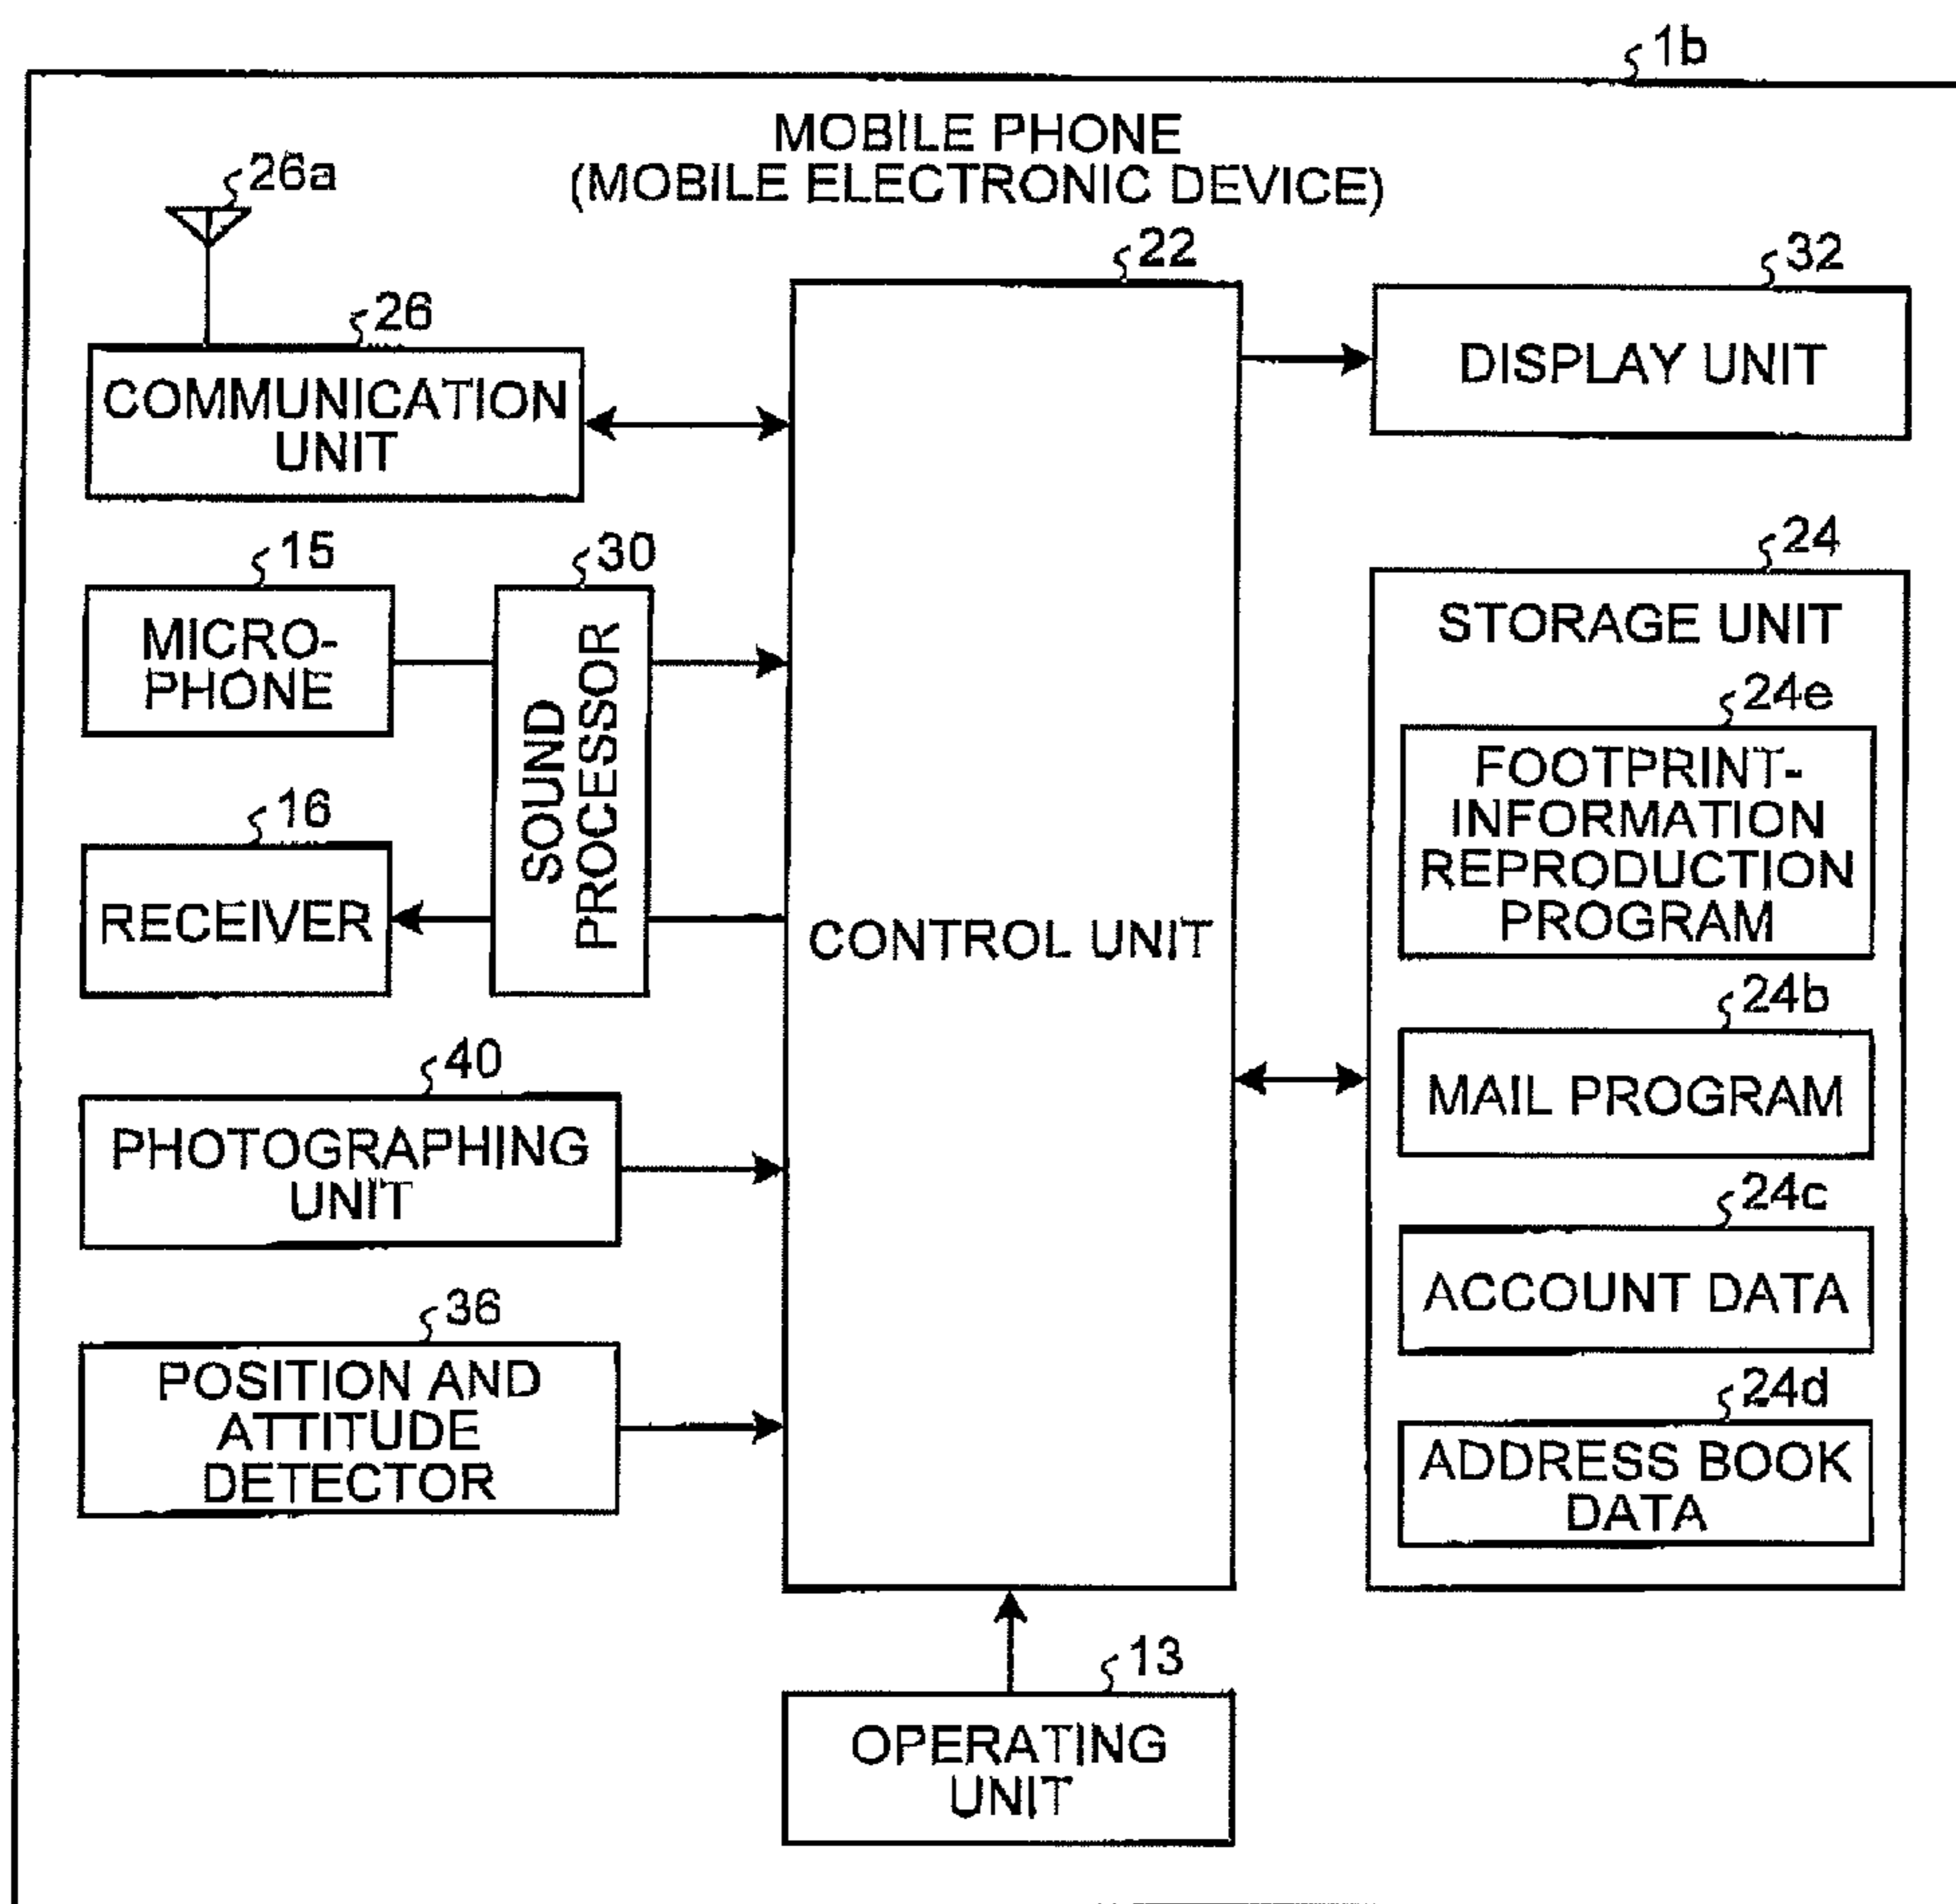 1b
MOBILE PHONE
(MOBILE ELECTRONIC DEVICE)
26a
22
32
26
DISPLAY UNIT
COMMUNICATION
UNIT
15
30
24
MICRO-
PHONE
SOUND
PROCESSOR
STORAGE UNIT
24e
FOOTPRINT-
INFORMATION
REPRODUCTION
PROGRAM
16
RECEIVER
CONTROL UNIT
24b
MAIL PROGRAM
40
PHOTOGRAPHING
UNIT
24c
ACCOUNT DATA
36
POSITION AND
ATTITUDE
DETECTOR
24d
ADDRESS BOOK
DATA
13
OPERATING
UNIT